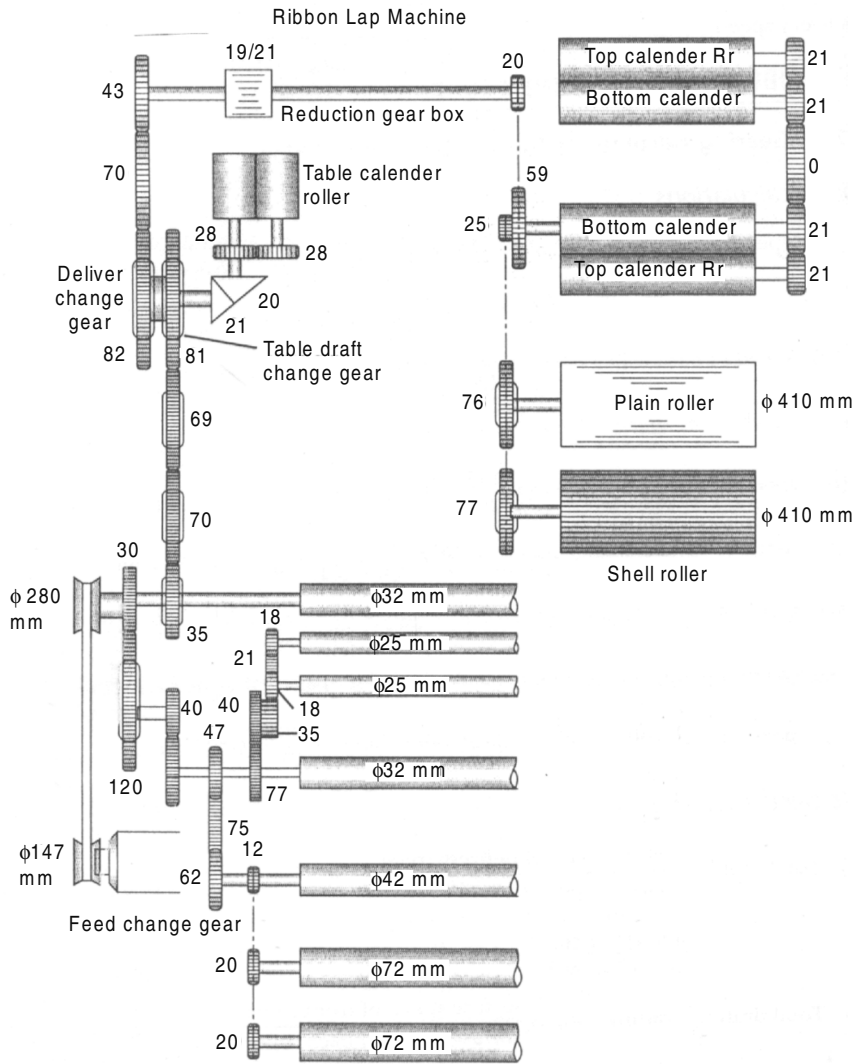 Ribbon Lap Machine
19/21
20
Top calender Rr
21
43
Bottom calender
21
Reduction gear box
70
Table calender
roller
59
0
28
28
25
Bottom calender
21
Top calender Rr
21
Deliver
change
gear
20
21
82
81
Table draft
change gear
76
Plain roller
ϕ 410 mm
69
70
77
ϕ 410 mm
Shell roller
30
ϕ 280
mm
35
ϕ32 mm
18
ϕ25 mm
21
ϕ25 mm
40
40
18
47
35
120
77
ϕ32 mm
75
12
ϕ147
mm
62
ϕ42 mm
Feed change gear
20
ϕ72 mm
20
ϕ72 mm